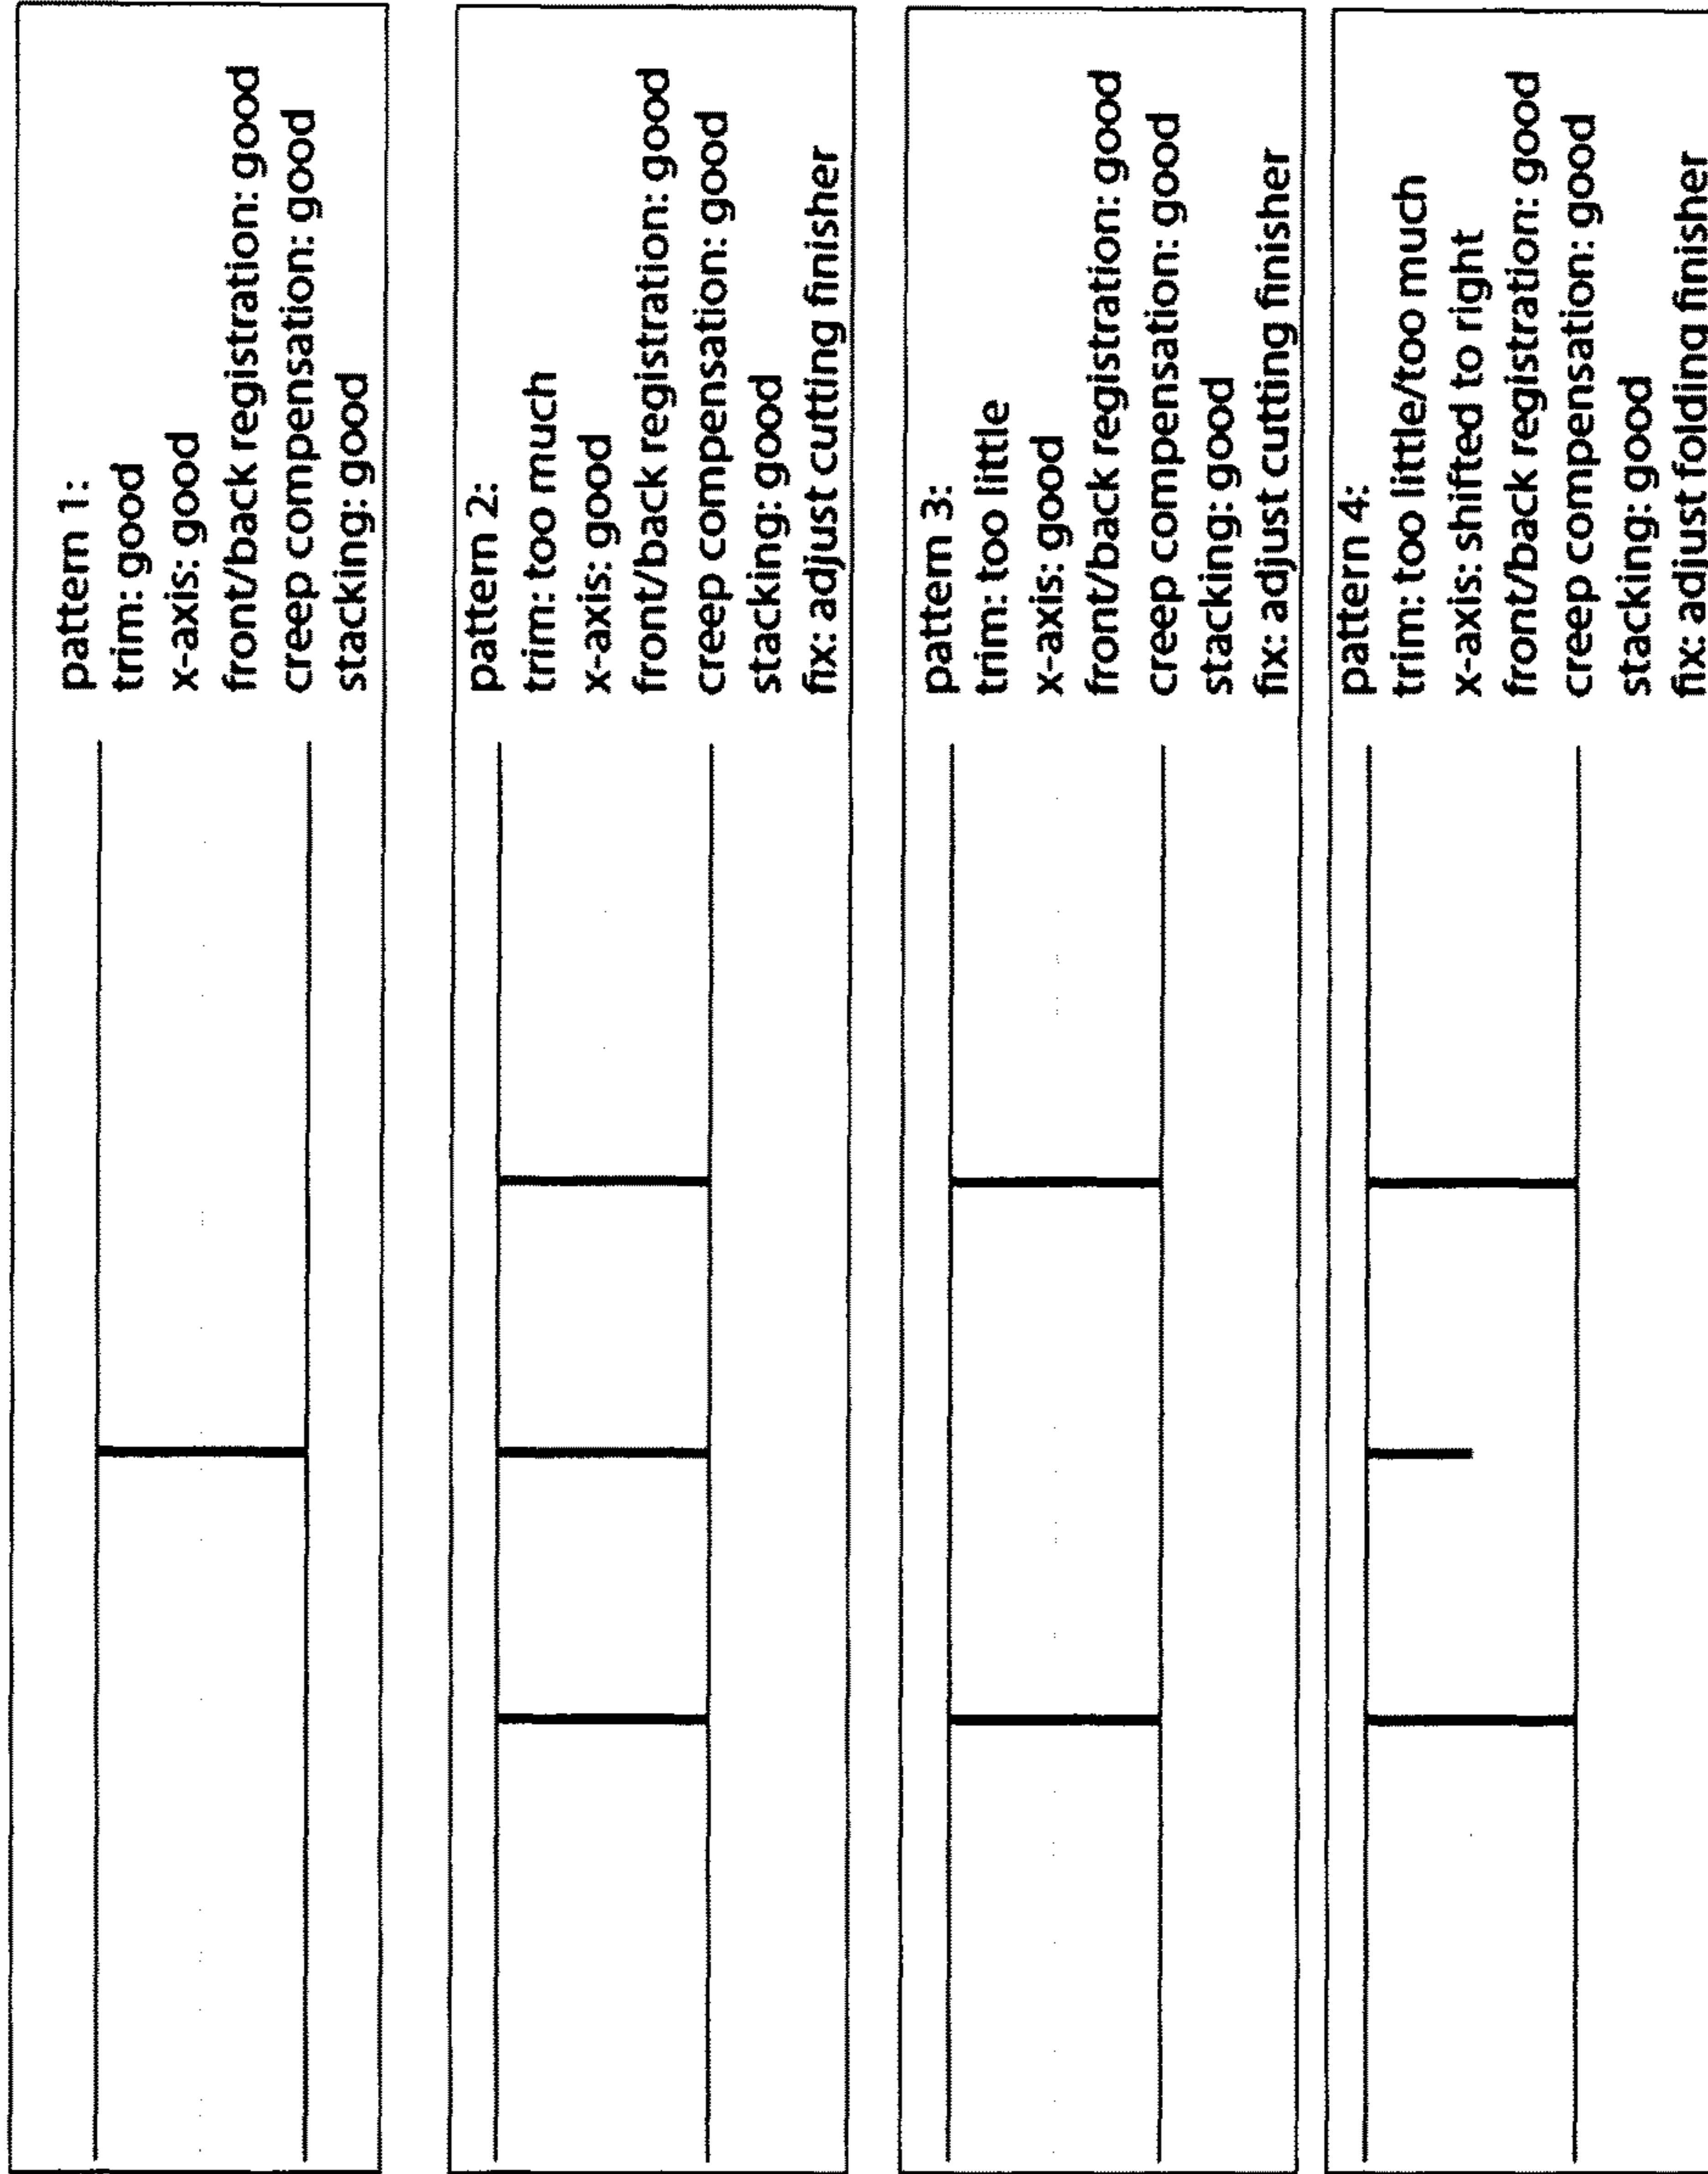 pattern 1:
trim: good
x-axis: good
front/back registration: good
creep compensation: good
stacking: good
pattern 2:
trim: too much
x-axis: good
front/back registration: good
creep compensation: good
stacking: good
fix: adjust cutting finisher
pattern 3:
trim: too little
x-axis: good
front/back registration: good
creep compensation: good
stacking: good
fix: adjust cutting finisher
pattern 4:
trim: too little/too much
x-axis: shifted to right
front/back registration: good
creep compensation: good
stacking: good
fix: adjust folding finisher